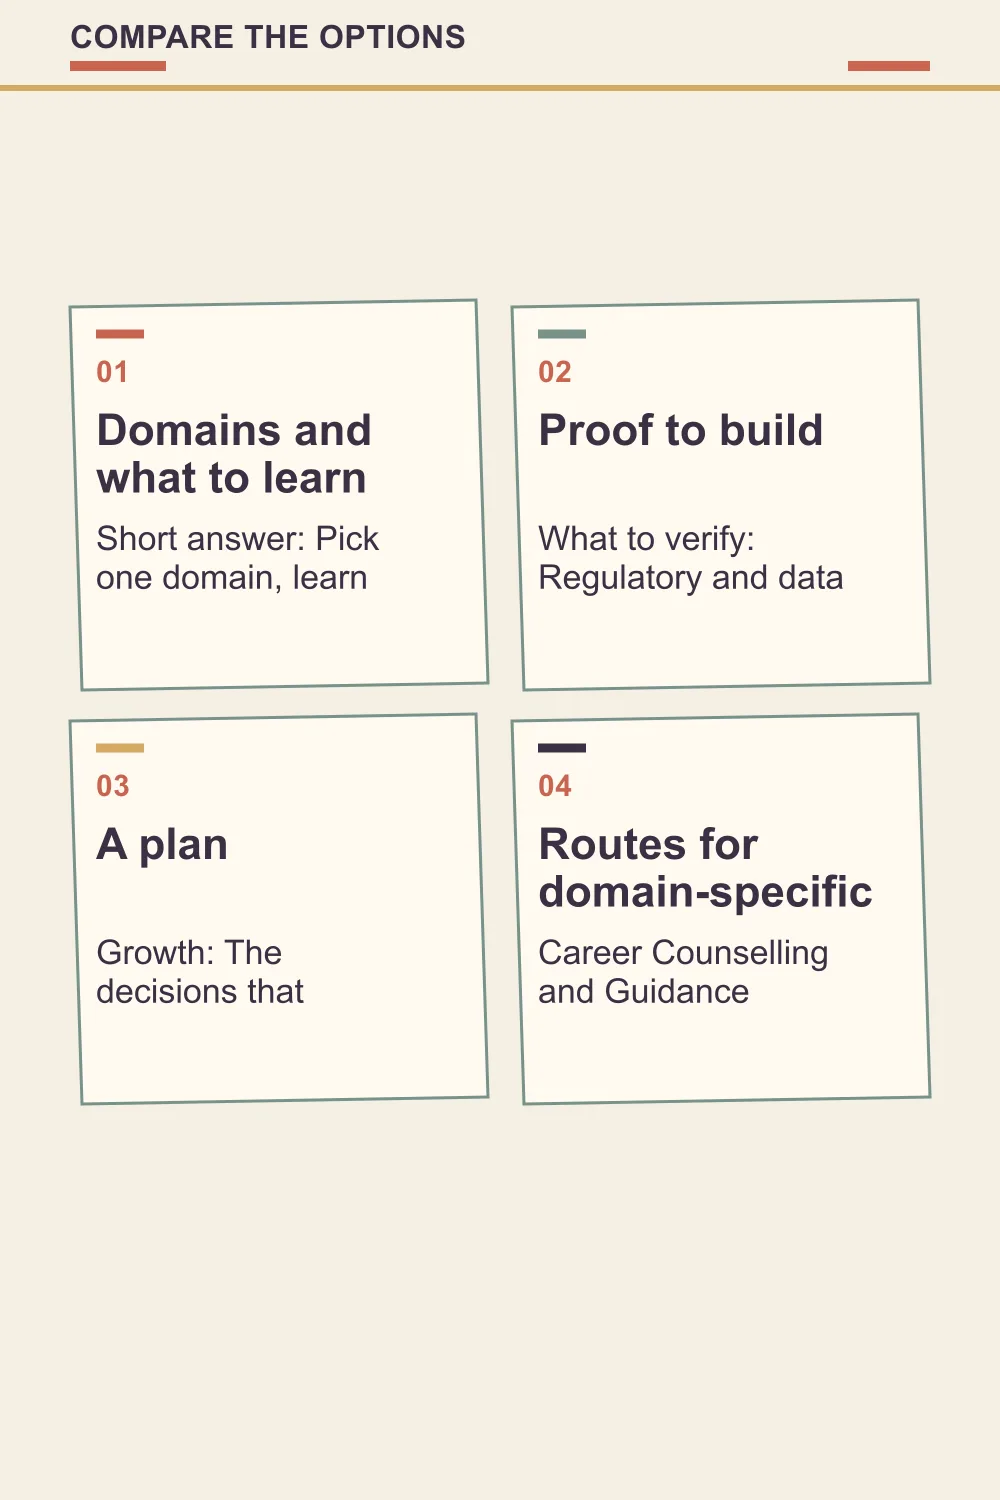 COMPARE THE OPTIONS
01
Domains and
what to learn
Short answer: Pick
one domain, learn
02
Proof to build
What to verify:
Regulatory and data
03
A plan
Growth: The
decisions that
04
Routes for
domain-specific
Career Counselling
and Guidance